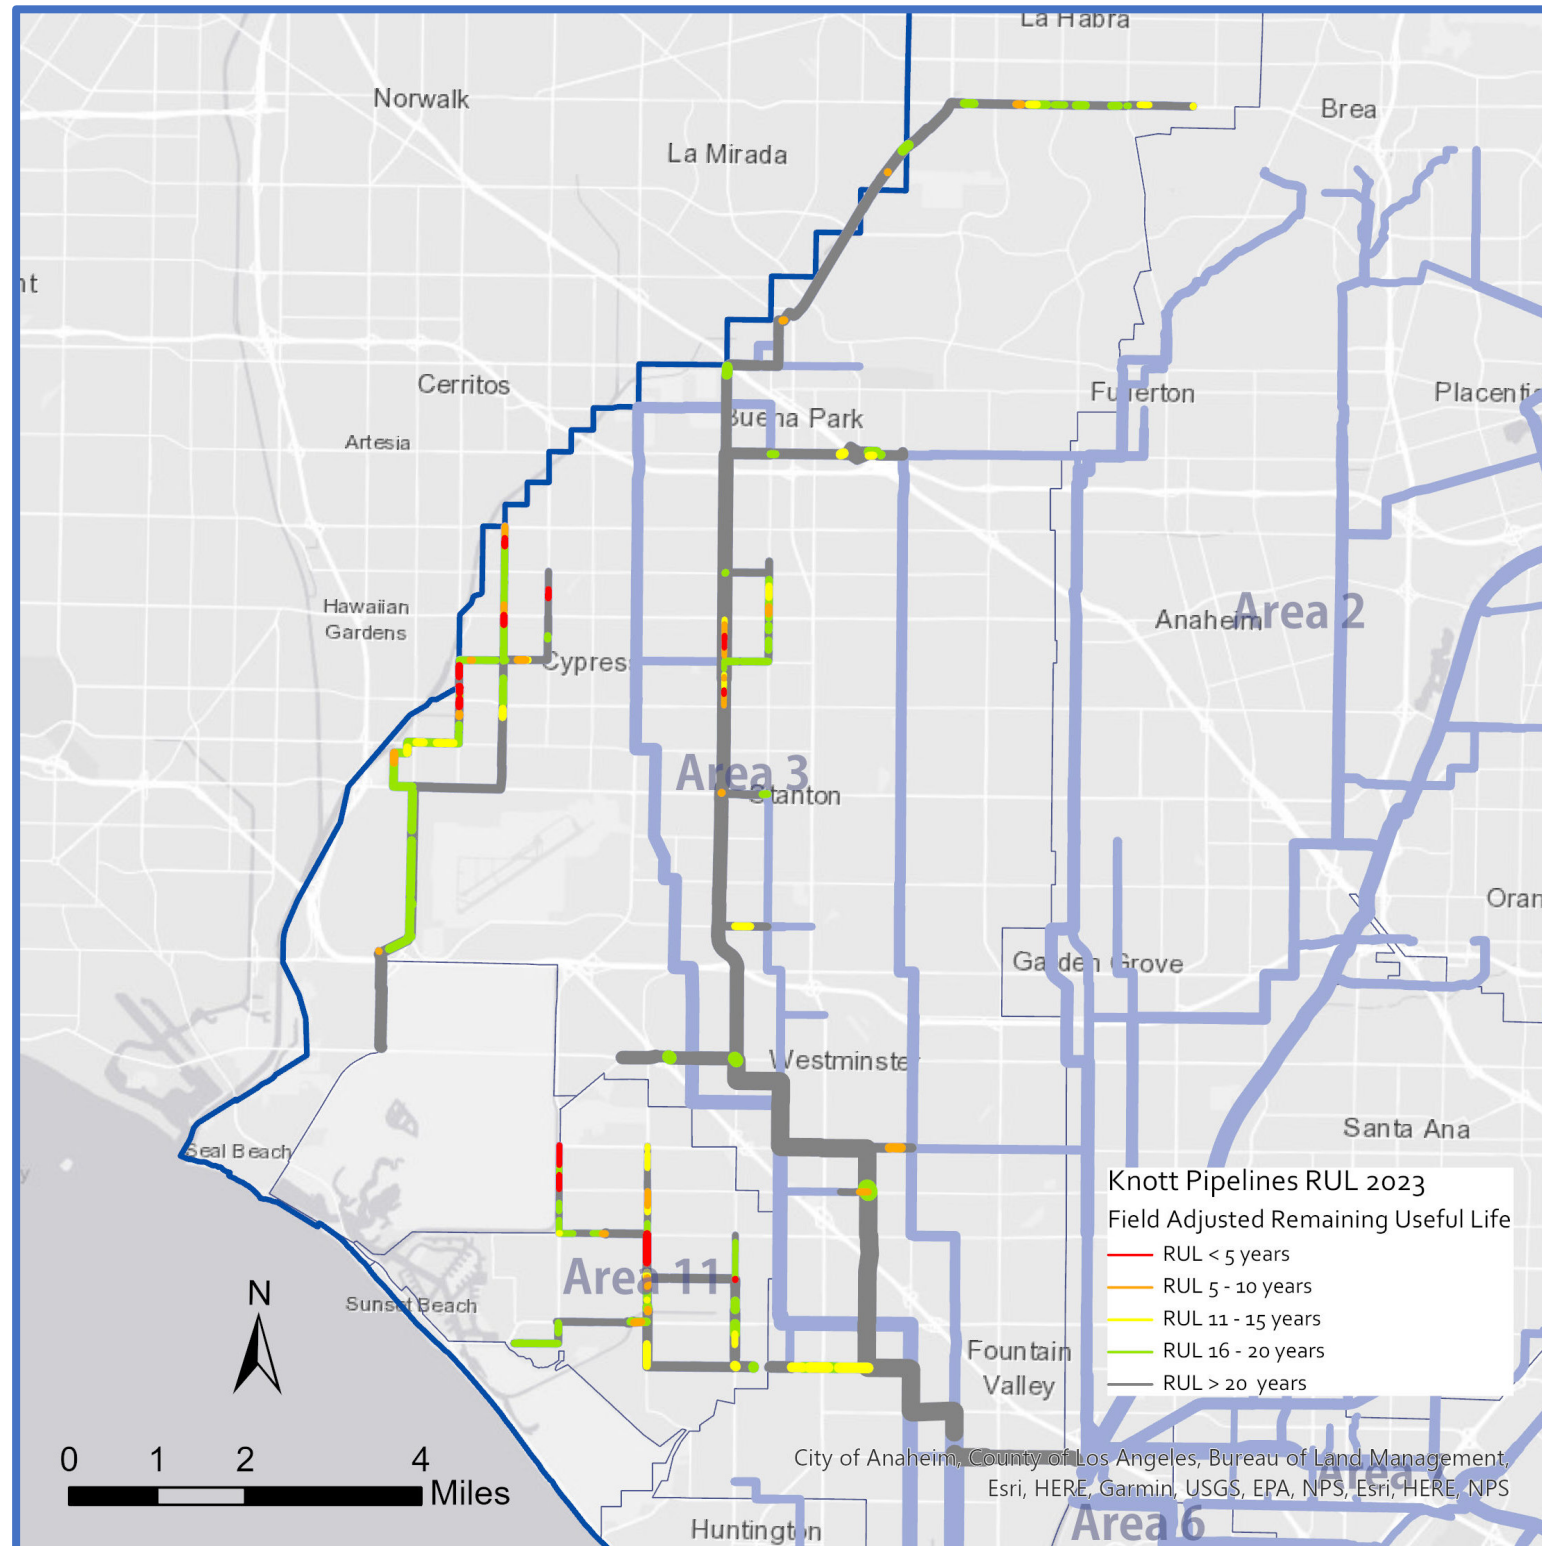 La Habra
Norwalk
Brea
La Mirada
nt
Cerritos
Fullerton
Placentia
Buena Park
Artesia
Hawaiian
Gardens
Area 2
Anaheim
Cypress
Area 3
Stanton
Oran
Garden Grove
Westminster
Santa Ana
Seal Beach
Knott Pipelines RUL 2023
Field Adjusted Remaining Useful Life
RUL < 5 years
RUL 5 - 10 years
RUL 11 - 15 years
RUL 16 - 20 years
RUL > 20 years
Area 11
Sunset Beach
N
Fountain
Valley
0 1 2 4
Miles
City of Anaheim, County of Los Angeles, Bureau of Land Management,
Esri, HERE, Garmin, USGS, EPA, NPS, Esri, HERE, NPS
Area
Area 6
Huntington